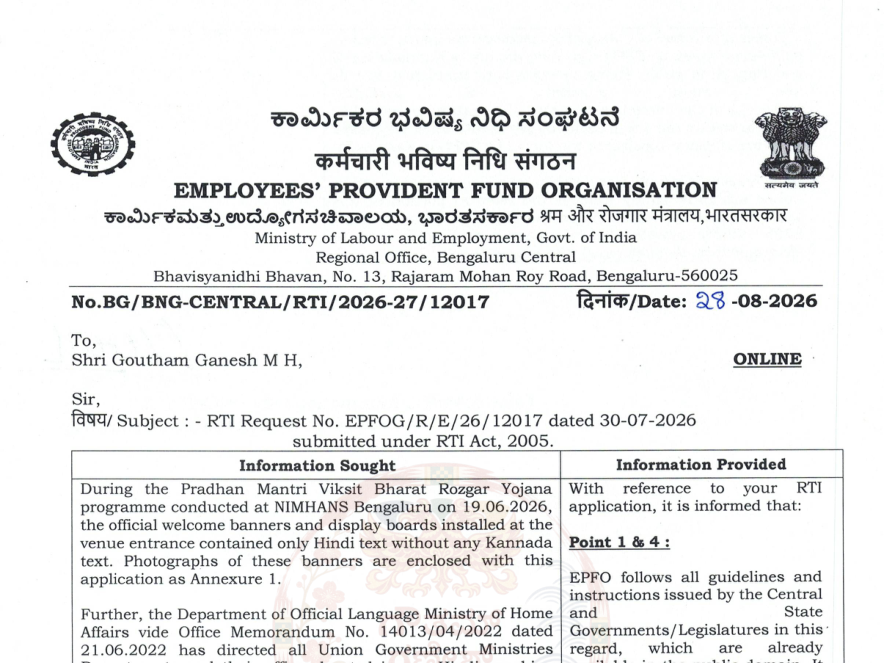 ಕಾರ್ಮಿಕರ ಭವಿಷ್ಯ ನಿಧಿ ಸಂಘಟನೆ
कर्मचारी भविष्य निधि संगठन
EMPLOYEES' PROVIDENT FUND ORGANISATION
ಕಾರ್ಮಿಕಮತ್ತು ಉದ್ಯೋಗಸಚಿವಾಲಯ, ಭಾರತಸರ್ಕಾರ श्रम और रोजगार मंत्रालय,भारतसरकार
Ministry of Labour and Employment, Govt. of India
Regional Office, Bengaluru Central
Bhavisyanidhi Bhavan, No. 13, Rajaram Mohan Roy Road, Bengaluru-560025
सत्यमेव जयते
No.BG/BNG-CENTRAL/RTI/2026-27/12017 दिनांक/Date: 28 -08-2026
To,
Shri Goutham Ganesh M H,
ONLINE
Sir,
विषय/ Subject : - RTI Request No. EPFOG/R/E/26/12017 dated 30-07-2026
submitted under RTI Act, 2005.
Information Sought
During the Pradhan Mantri Viksit Bharat Rozgar Yojana
programme conducted at NIMHANS Bengaluru on 19.06.2026,
the official welcome banners and display boards installed at the
venue entrance contained only Hindi text without any Kannada
text. Photographs of these banners are enclosed with this
application as Annexure 1.
Further, the Department of Official Language Ministry of Home
Affairs vide Office Memorandum No. 14013/04/2022 dated
21.06.2022 has directed all Union Government Ministries
Information Provided
With reference to your RTI
application, it is informed that:
Point 1 & 4 :
EPFO follows all guidelines and
instructions issued by the Central
and State
Governments/Legislatures in this
regard, which are already